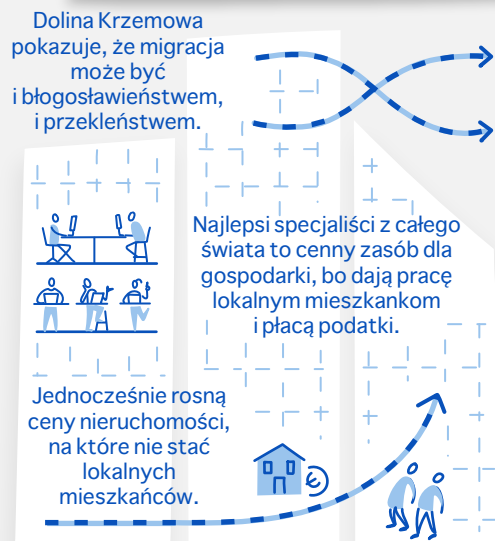 Dolina Krzemowa
pokazuje, że migracja
może być
i błogosławieństwem,
i przekleństwem.
Najlepsi specjaliści z całego
świata to cenny zasób dla
gospodarki, bo dają pracę
lokalnym mieszkankom
i płacą podatki.
Jednocześnie rosną
ceny nieruchomości,
na które nie stać
lokalnych
mieszkańców.
€